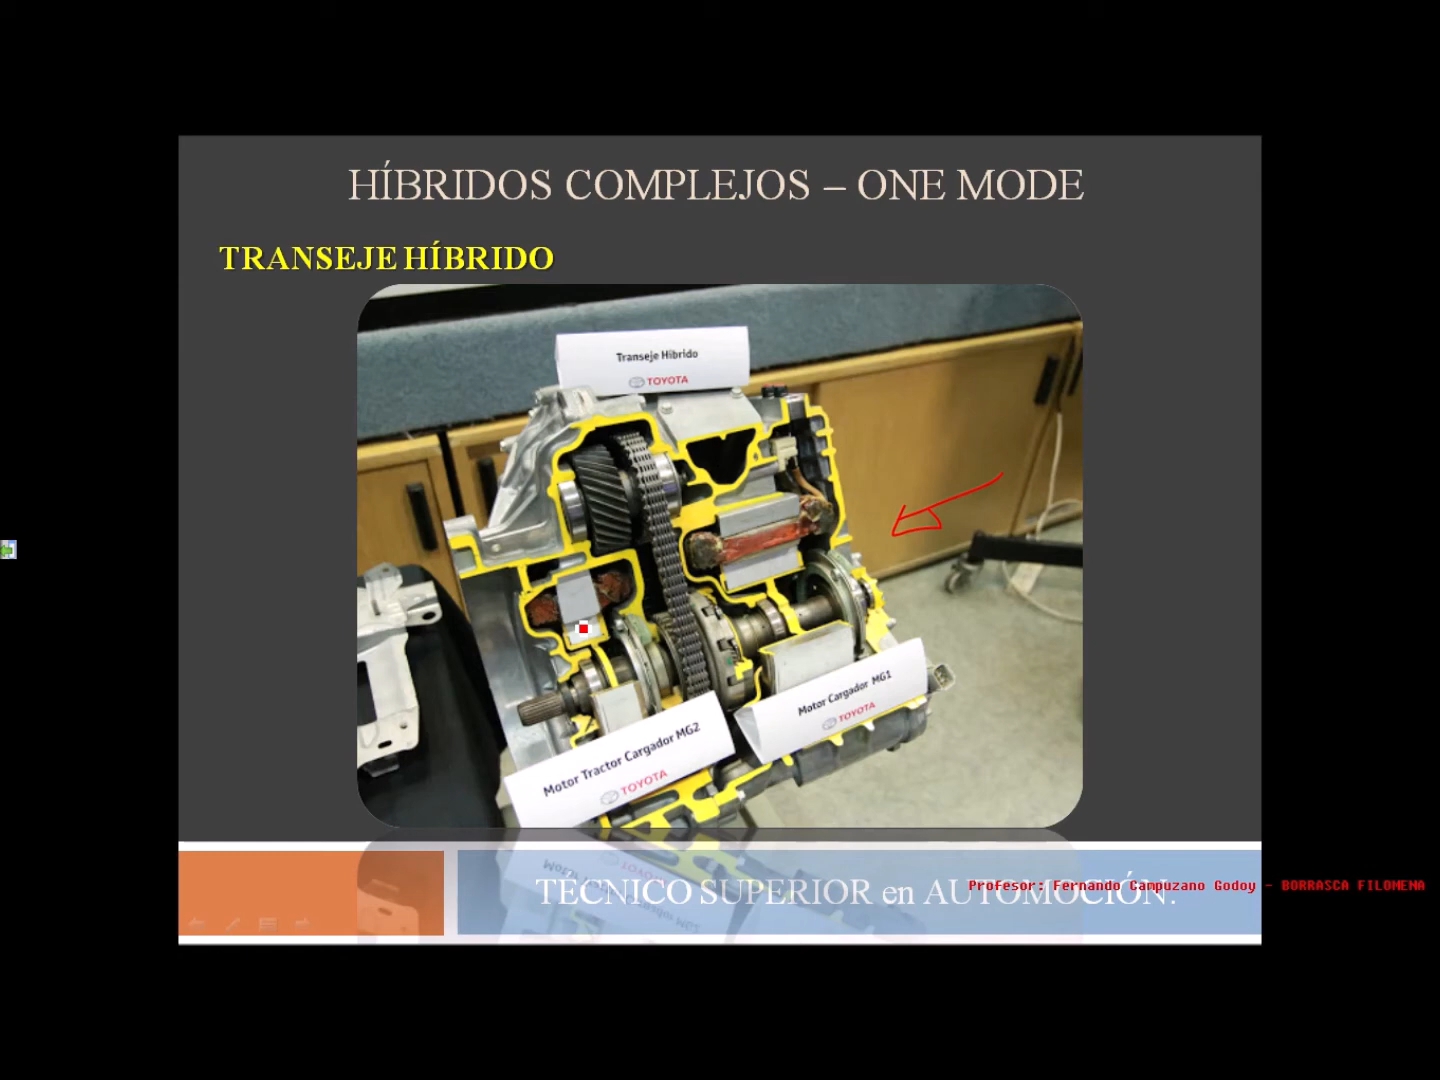 HÍBRIDOS COMPLEJOS – ONE MODE
TRANSEJE HÍBRIDO
Transeje Híbrido
TOYOTA
Motor Cargador MG1
TOYOTA
Motor Tractor Cargador MG2
TOYOTA
TÉCNICO SUPERIOR en AUTOMOCIÓN.
Profesor: Fernando Campuzano Godoy - BORRASCA FILOMENA